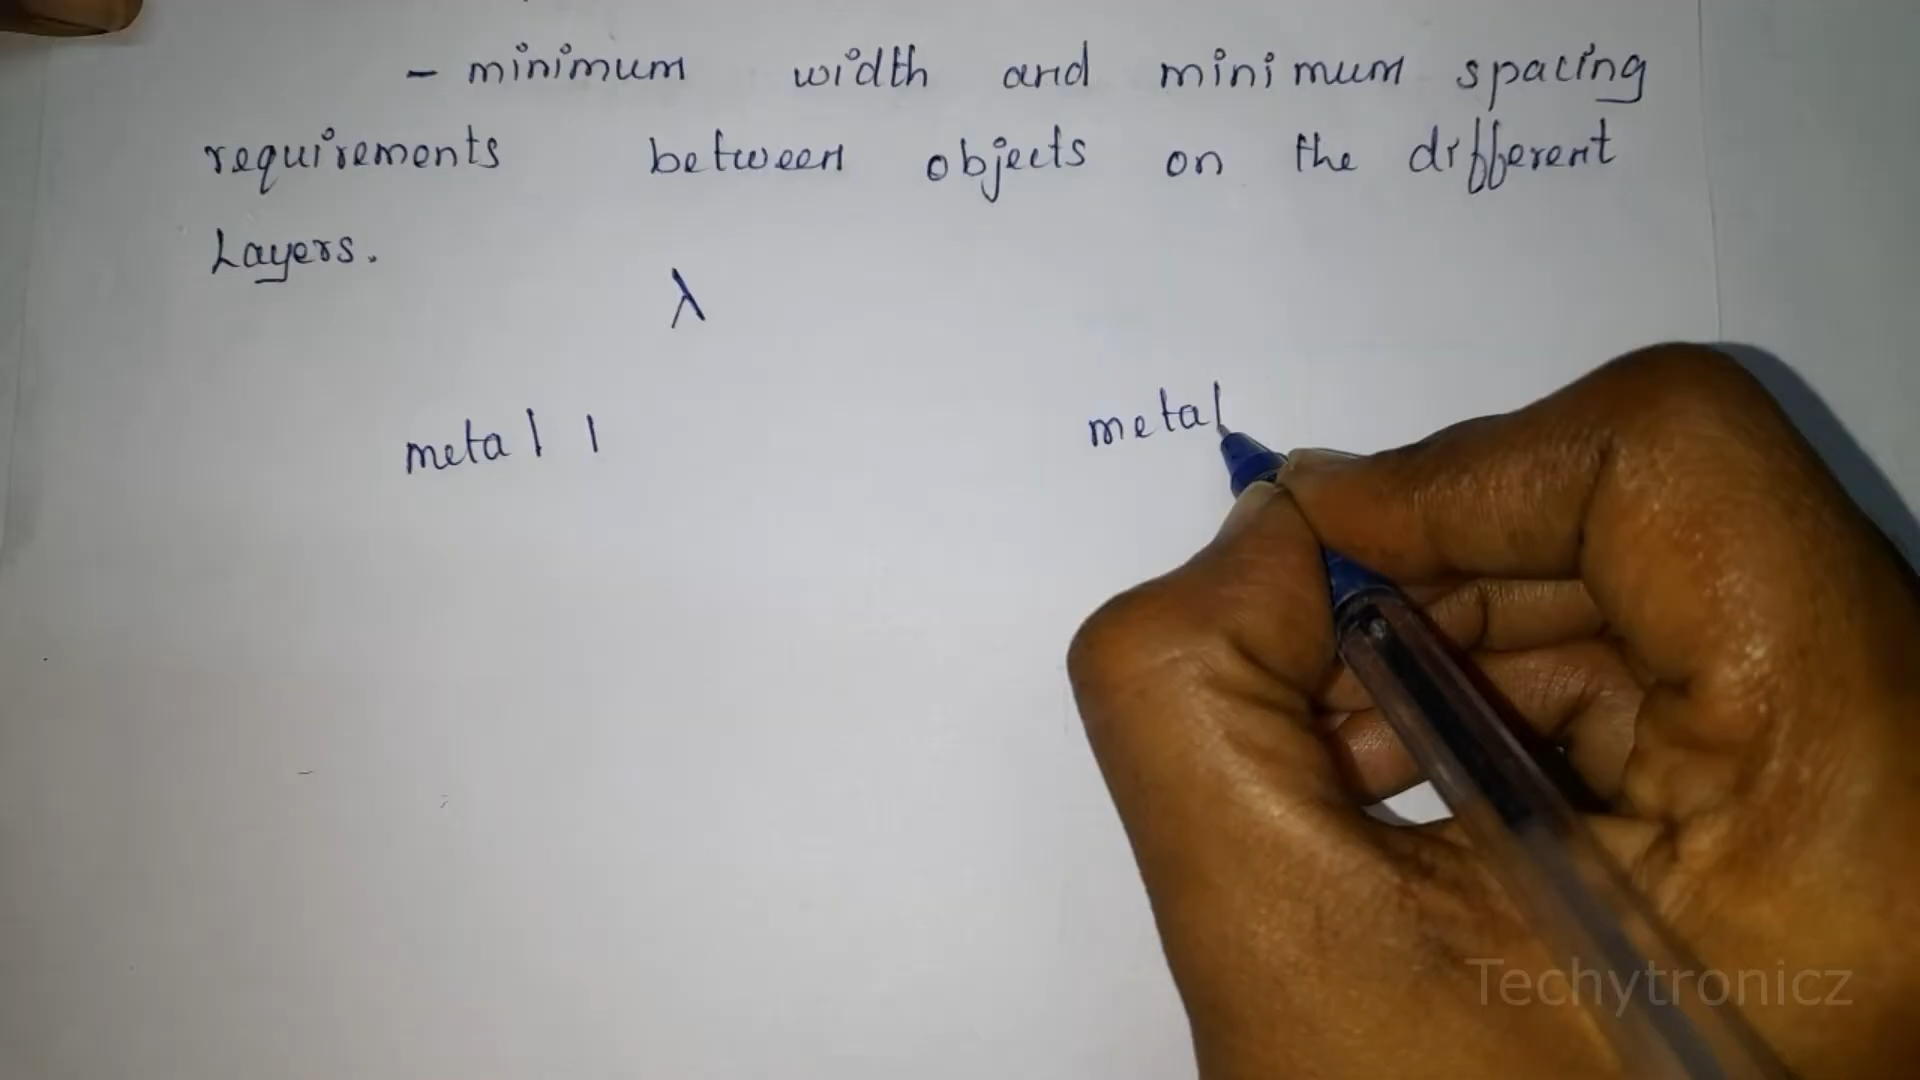 - minimum width and minimum spacing
requirements between objects on the different
Layers.
λ
metal 1 metal
Techytronicz